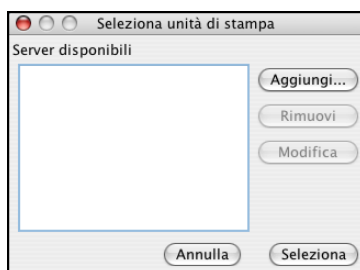 Seleziona unità di stampa
Server disponibili
Aggiungi...
Rimuovi
Modifica
Annulla
Seleziona